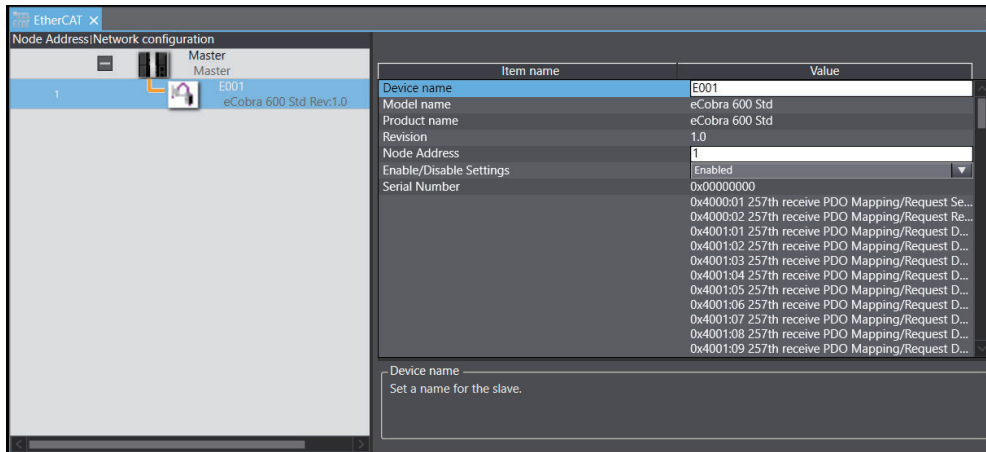 EtherCAT
Node Address|Network configuration
Master
Master
1
E001
eCobra 600 Std Rev:1.0
Item name Value
Device name E001
Model name eCobra 600 Std
Product name eCobra 600 Std
Revision 1.0
Node Address 1
Enable/Disable Settings Enabled
Serial Number 0x00000000
0x4000:01 257th receive PDO Mapping/Request Se...
0x4000:02 257th receive PDO Mapping/Request Re...
0x4001:01 257th receive PDO Mapping/Request D...
0x4001:02 257th receive PDO Mapping/Request D...
0x4001:03 257th receive PDO Mapping/Request D...
0x4001:04 257th receive PDO Mapping/Request D...
0x4001:05 257th receive PDO Mapping/Request D...
0x4001:06 257th receive PDO Mapping/Request D...
0x4001:07 257th receive PDO Mapping/Request D...
0x4001:08 257th receive PDO Mapping/Request D...
0x4001:09 257th receive PDO Mapping/Request D...
Device name
Set a name for the slave.